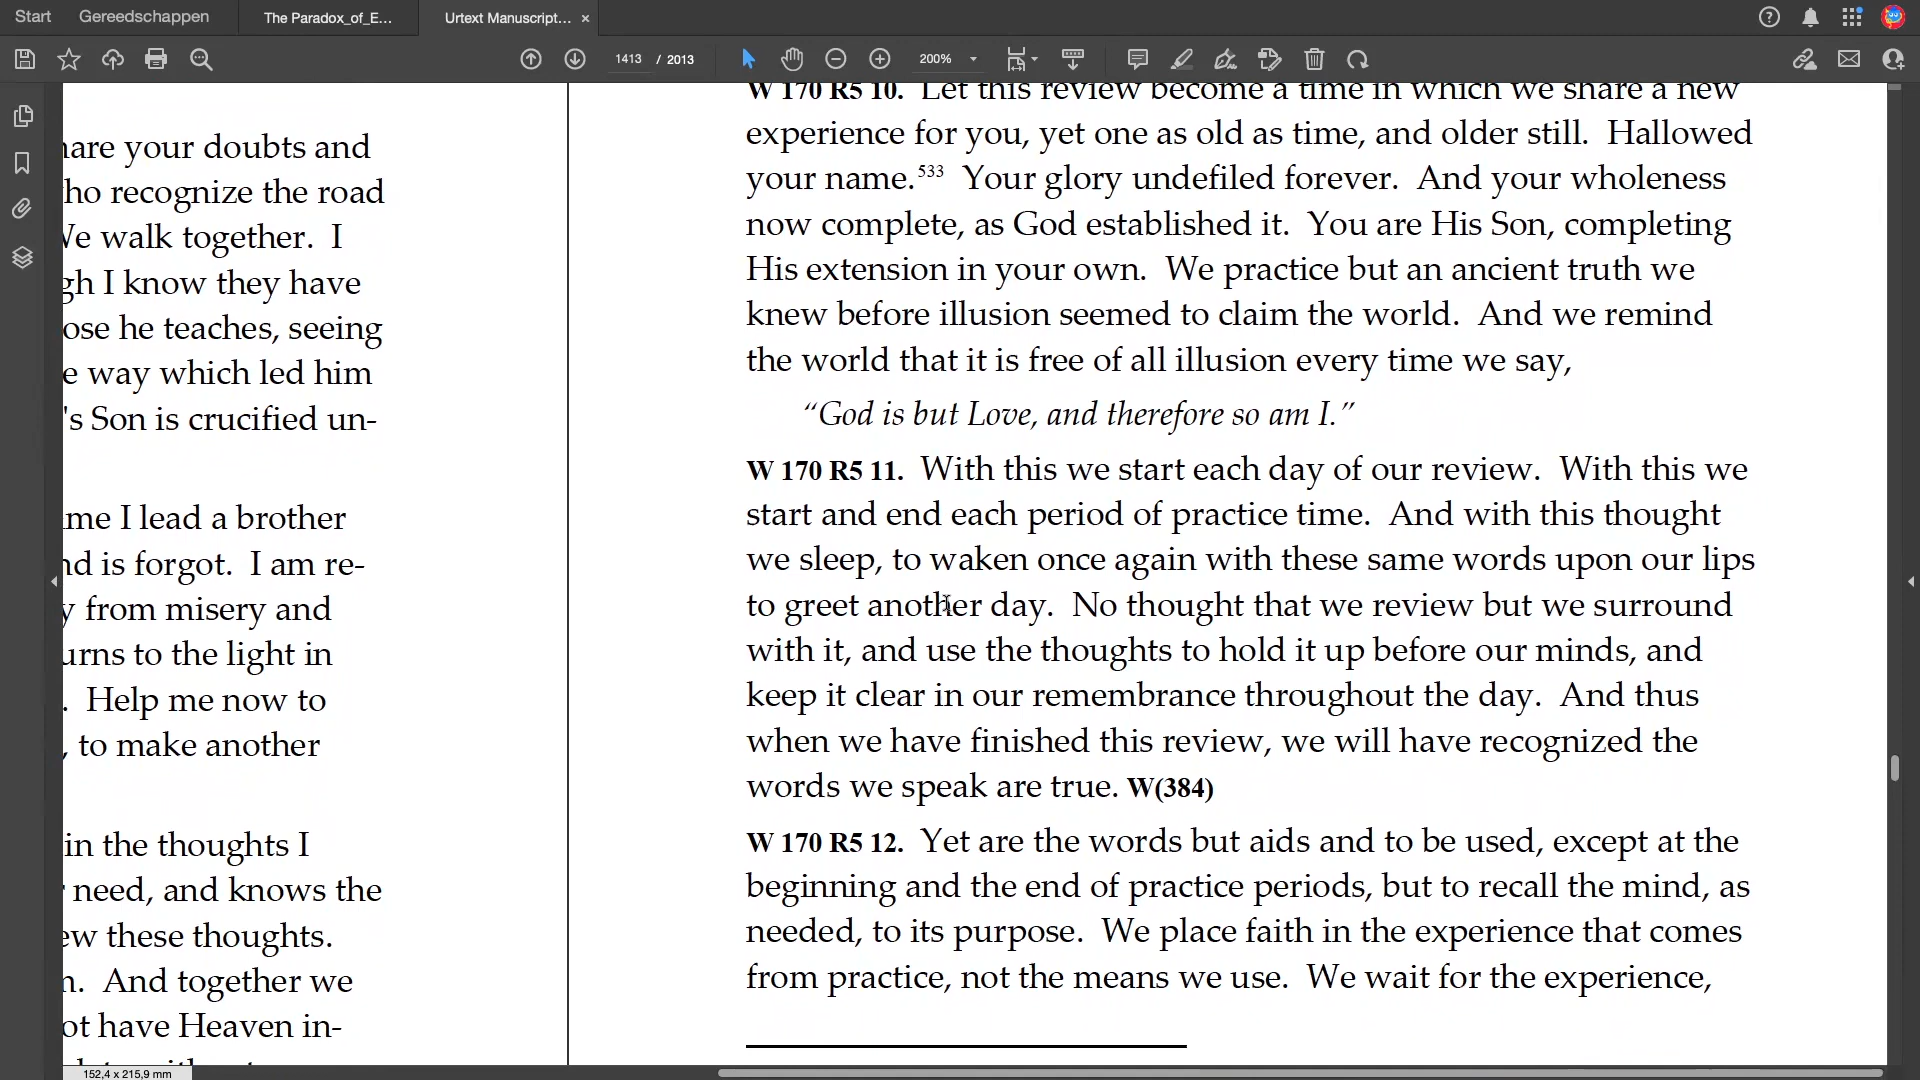 Start Gereedschappen The Paradox_of_E... Urtext Manuscript... ×
1413 / 2013 200%
hare your doubts and
ho recognize the road
We walk together. I
gh I know they have
ose he teaches, seeing
e way which led him
's Son is crucified un-
me I lead a brother
nd is forgot. I am re-
y from misery and
urns to the light in
. Help me now to
, to make another
in the thoughts I
need, and knows the
ew these thoughts.
m. And together we
ot have Heaven in-
W 170 R5 10. Let this review become a time in which we share a new
experience for you, yet one as old as time, and older still. Hallowed
your name.533 Your glory undefiled forever. And your wholeness
now complete, as God established it. You are His Son, completing
His extension in your own. We practice but an ancient truth we
knew before illusion seemed to claim the world. And we remind
the world that it is free of all illusion every time we say,
“God is but Love, and therefore so am I.”
W 170 R5 11. With this we start each day of our review. With this we
start and end each period of practice time. And with this thought
we sleep, to waken once again with these same words upon our lips
to greet another day. No thought that we review but we surround
with it, and use the thoughts to hold it up before our minds, and
keep it clear in our remembrance throughout the day. And thus
when we have finished this review, we will have recognized the
words we speak are true. W(384)
W 170 R5 12. Yet are the words but aids and to be used, except at the
beginning and the end of practice periods, but to recall the mind, as
needed, to its purpose. We place faith in the experience that comes
from practice, not the means we use. We wait for the experience,
152,4 x 215,9 mm